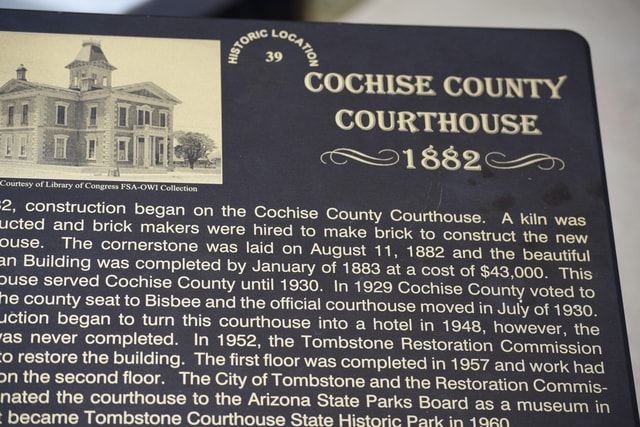 HISTORIC LOCATION
39
COCHISE COUNTY
COURTHOUSE
1882
Courtesy of Library of Congress FSA-OWI Collection
2, construction began on the Cochise County Courthouse. A kiln was
ucted and brick makers were hired to make brick to construct the new
ouse. The cornerstone was laid on August 11, 1882 and the beautiful
an Building was completed by January of 1883 at a cost of $43,000. This
ouse served Cochise County until 1930. In 1929 Cochise County voted to
he county seat to Bisbee and the official courthouse moved in July of 1930.
uction began to turn this courthouse into a hotel in 1948, however, the
was never completed. In 1952, the Tombstone Restoration Commission
to restore the building. The first floor was completed in 1957 and work had
on the second floor. The City of Tombstone and the Restoration Commis-
nated the courthouse to the Arizona State Parks Board as a museum in
t became Tombstone Courthouse State Historic Park in 1960.